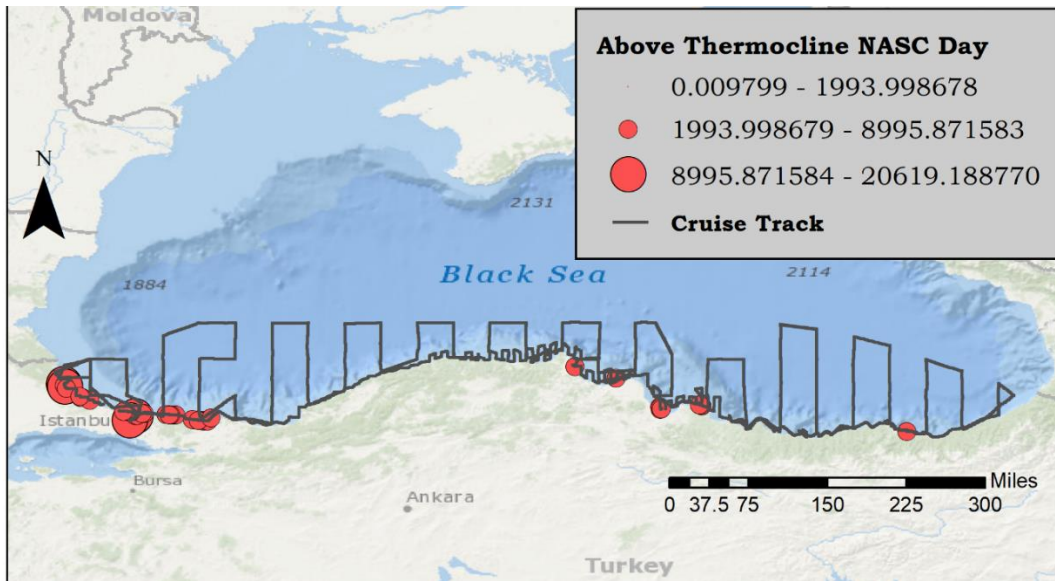 Moldova
Above Thermocline NASC Day
0.009799 - 1993.998678
1993.998679 - 8995.871583
8995.871584 - 20619.188770
Cruise Track
N
2131
Black Sea
2114
1884
Istanbu
Bursa
Ankara
Miles
0 37.5 75 150 225 300
Turkey